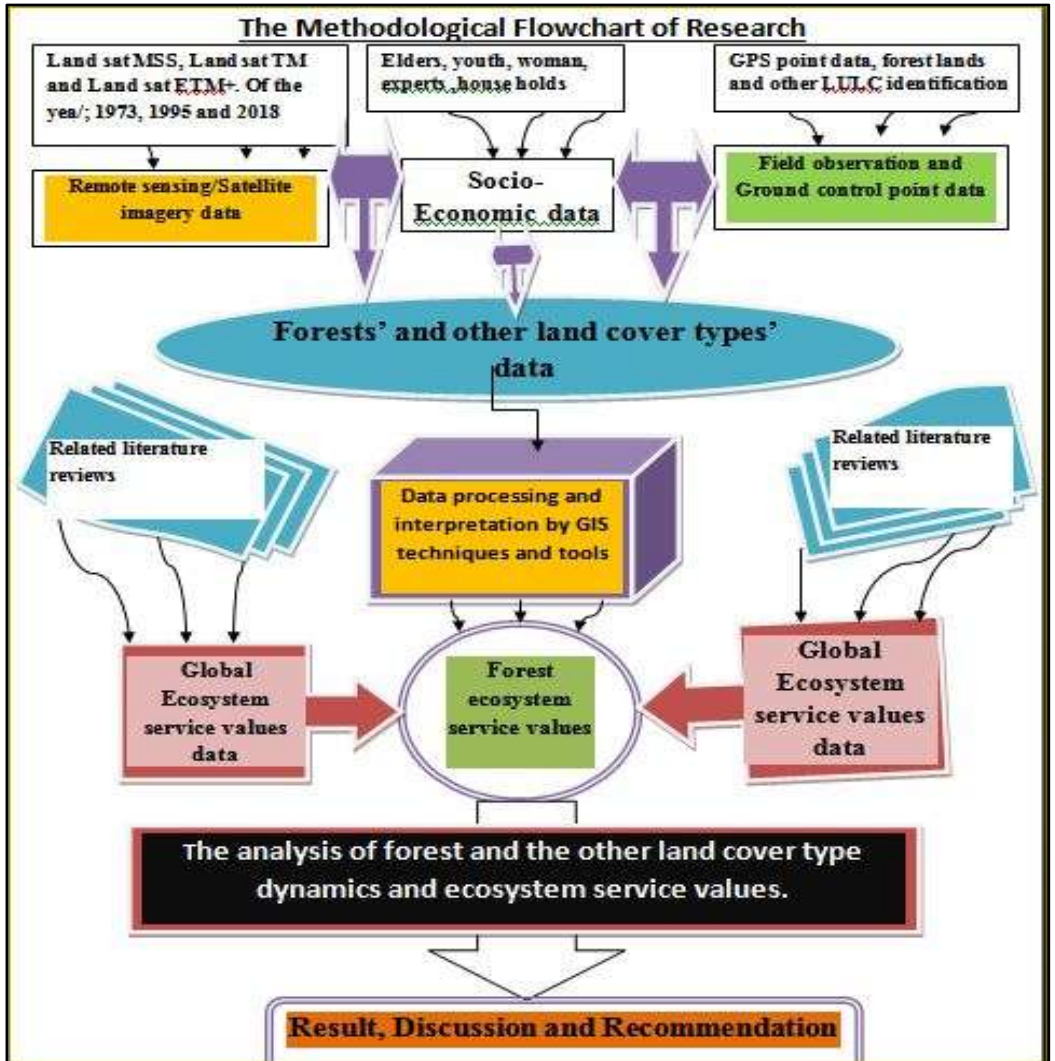 The Methodological Flowchart of Research
Land sat MSS, Land sat TM
and Land sat ETM+. Of the
yea/; 1973, 1995 and 2018
Elders, youth, woman,
experts ,house holds
GPS point data, forest lands
and other LULC identification
Remote sensing/Satellite
imagery data
Socio-
Economic data
Field observation and
Ground control point data
Forests' and other land cover types'
data
Related literature
reviews
Data processing and
interpretation by GIS
techniques and tools
Related literature
reviews
Global
Ecosystem
service values
data
Forest
ecosystem
service values
Global
Ecosystem
service values
data
The analysis of forest and the other land cover type
dynamics and ecosystem service values.
Result, Discussion and Recommendation